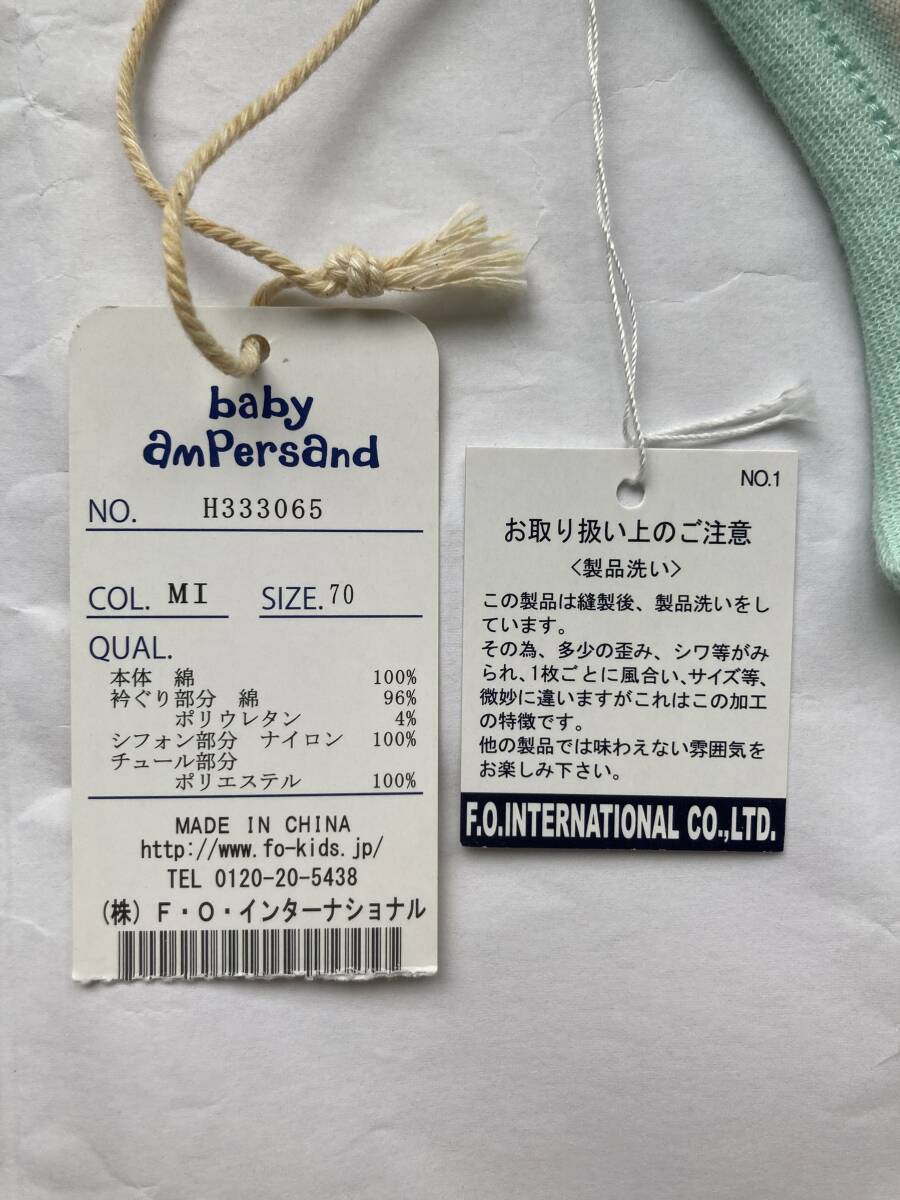 baby
amPersand
NO. H333065
COL. MI SIZE. 70
QUAL.
本体 綿 100%
衿ぐり部分 綿 96%
ポリウレタン 4%
シフォン部分 ナイロン 100%
チュール部分
ポリエステル 100%
MADE IN CHINA
http://www.fo-kids.jp/
TEL 0120-20-5438
(株) F・O・インターナショナル
NO.1
お取り扱い上のご注意
<製品洗い>
この製品は縫製後、製品洗いをし
ています。
その為、多少の歪み、シワ等がみ
られ、1枚ごとに風合い、サイズ等、
微妙に違いますがこれはこの加工
の特徴です。
他の製品では味わえない雰囲気を
お楽しみ下さい。
F.O.INTERNATIONAL CO.,LTD.